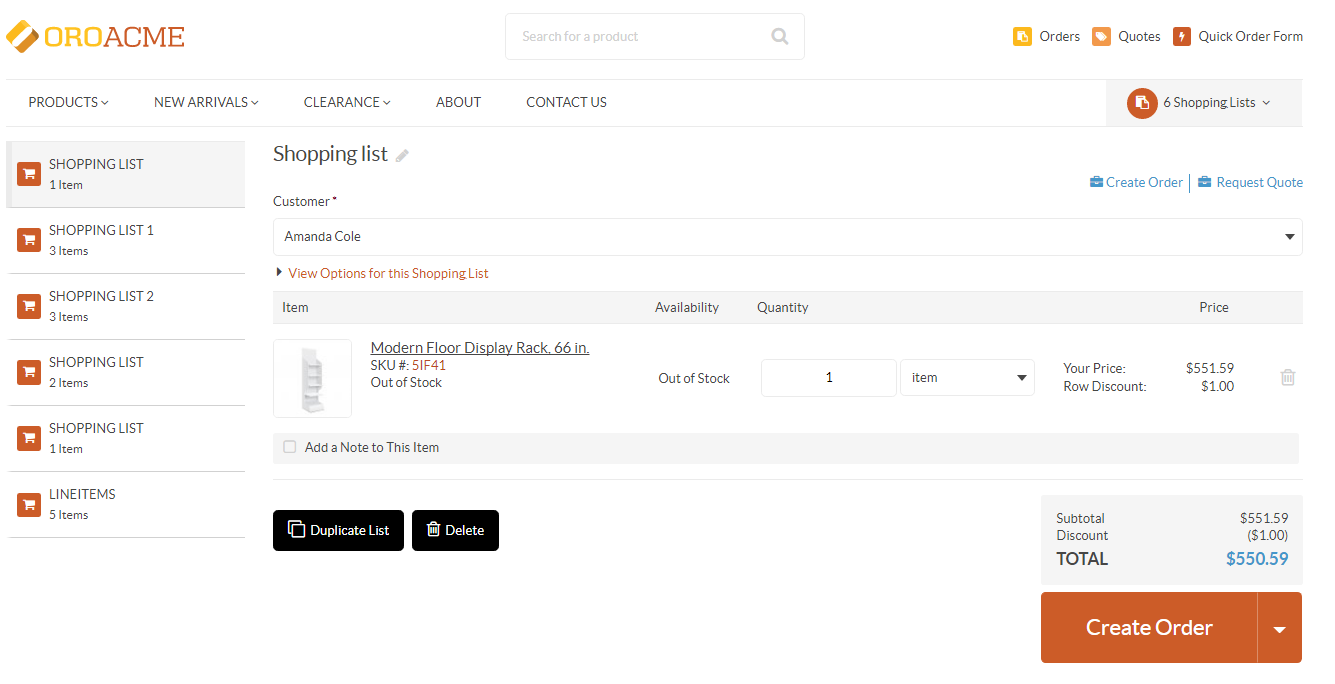 OROACME
Search for a product
Orders
Quotes
Quick Order Form
PRODUCTS
NEW ARRIVALS
CLEARANCE
ABOUT
CONTACT US
6 Shopping Lists
SHOPPING LIST
1 Item
SHOPPING LIST 1
3 Items
SHOPPING LIST 2
3 Items
SHOPPING LIST
2 Items
SHOPPING LIST
1 Item
LINEITEMS
5 Items
Shopping list
Create Order
Request Quote
Customer *
Amanda Cole
View Options for this Shopping List
Item Availability Quantity Price
Modern Floor Display Rack, 66 in.
SKU #: 5IF41
Out of Stock
Out of Stock
1
item
Your Price: $551.59
Row Discount: $1.00
Add a Note to This Item
Duplicate List
Delete
Subtotal $551.59
Discount ($1.00)
TOTAL $550.59
Create Order